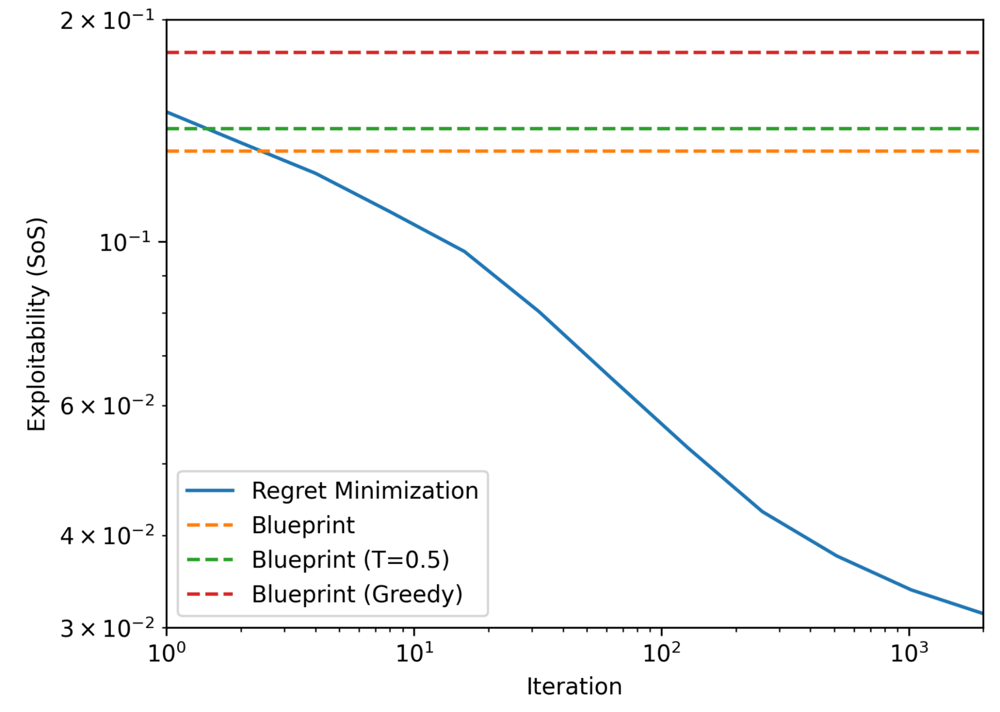 2 × 10⁻¹
10⁻¹
6 × 10⁻²
4 × 10⁻²
3 × 10⁻²
Exploitability (SoS)
Regret Minimization
Blueprint
Blueprint (T=0.5)
Blueprint (Greedy)
10⁰ 10¹ 10² 10³
Iteration